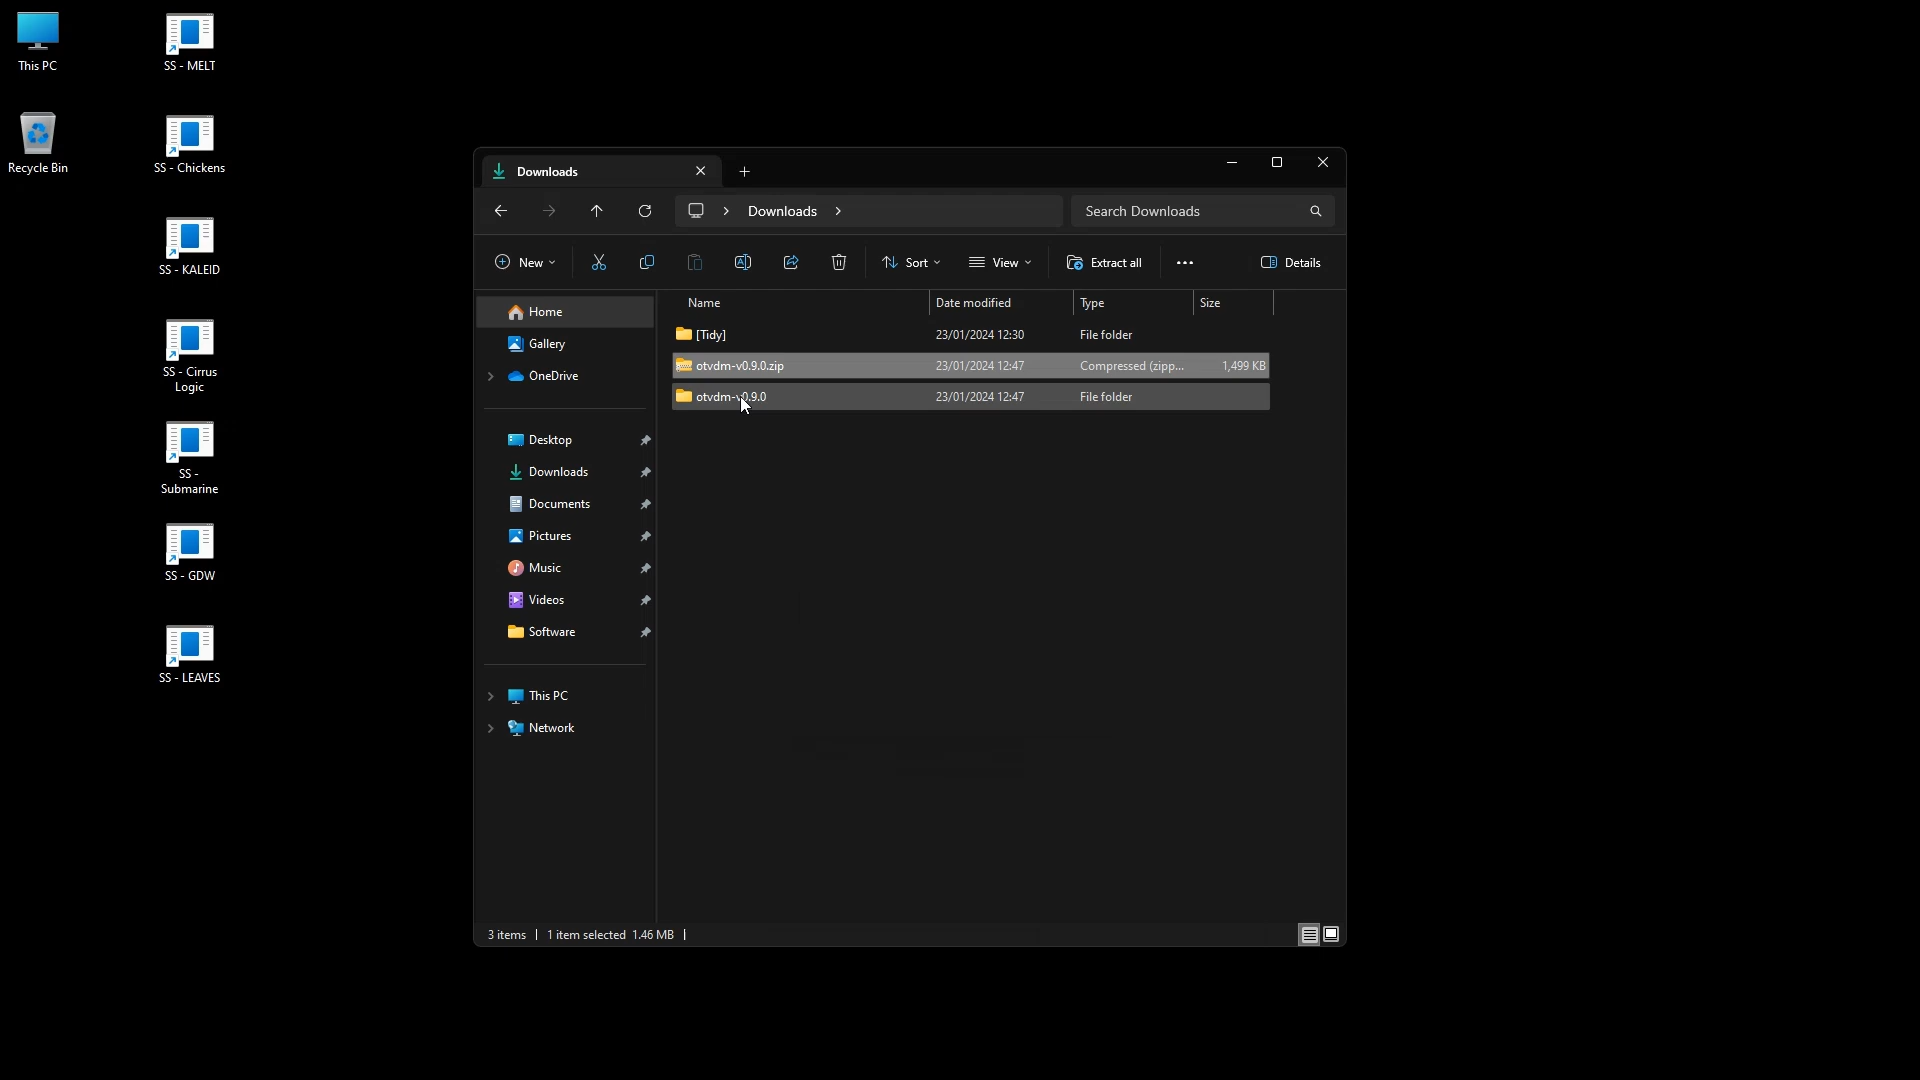 This PC
Recycle Bin
SS - MELT
SS - Chickens
SS - KALEID
SS - Cirrus
Logic
SS -
Submarine
SS - GDW
SS - LEAVES
Downloads
Downloads
Search Downloads
New
Sort
View
Extract all
Details
Home
Gallery
OneDrive
Desktop
Downloads
Documents
Pictures
Music
Videos
Software
This PC
Network
Name Date modified Type Size
[Tidy] 23/01/2024 12:30 File folder
otvdm-v0.9.0.zip 23/01/2024 12:47 Compressed (zipp... 1,499 KB
otvdm-v0.9.0 23/01/2024 12:47 File folder
3 items 1 item selected 1.46 MB